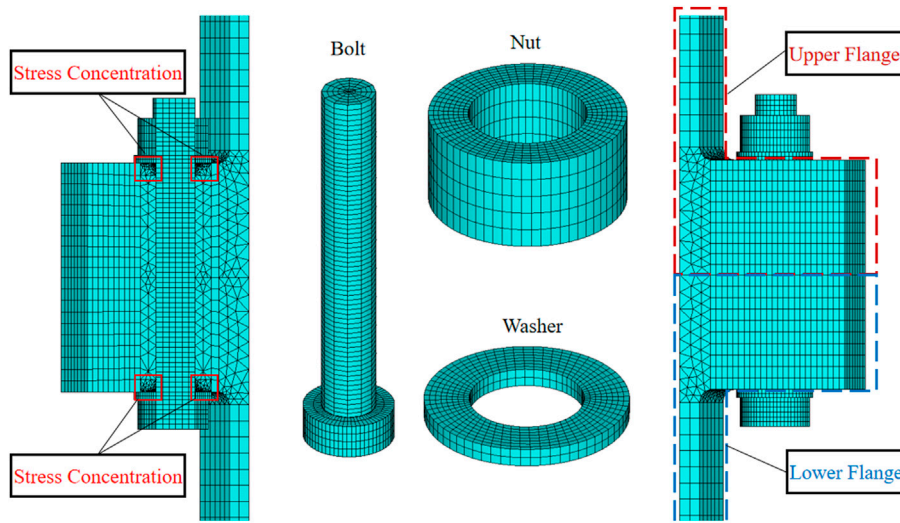 Stress Concentration
Bolt
Nut
Upper Flange
Washer
Stress Concentration
Lower Flange